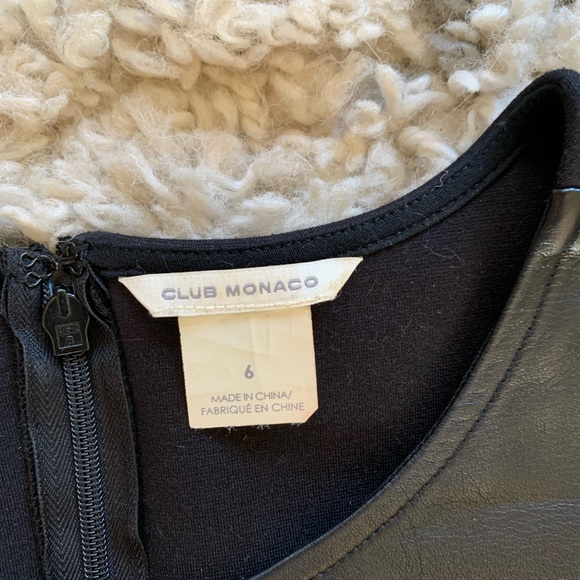 CLUB MONACO
6
MADE IN CHINA/
FABRIQUÉ EN CHINE